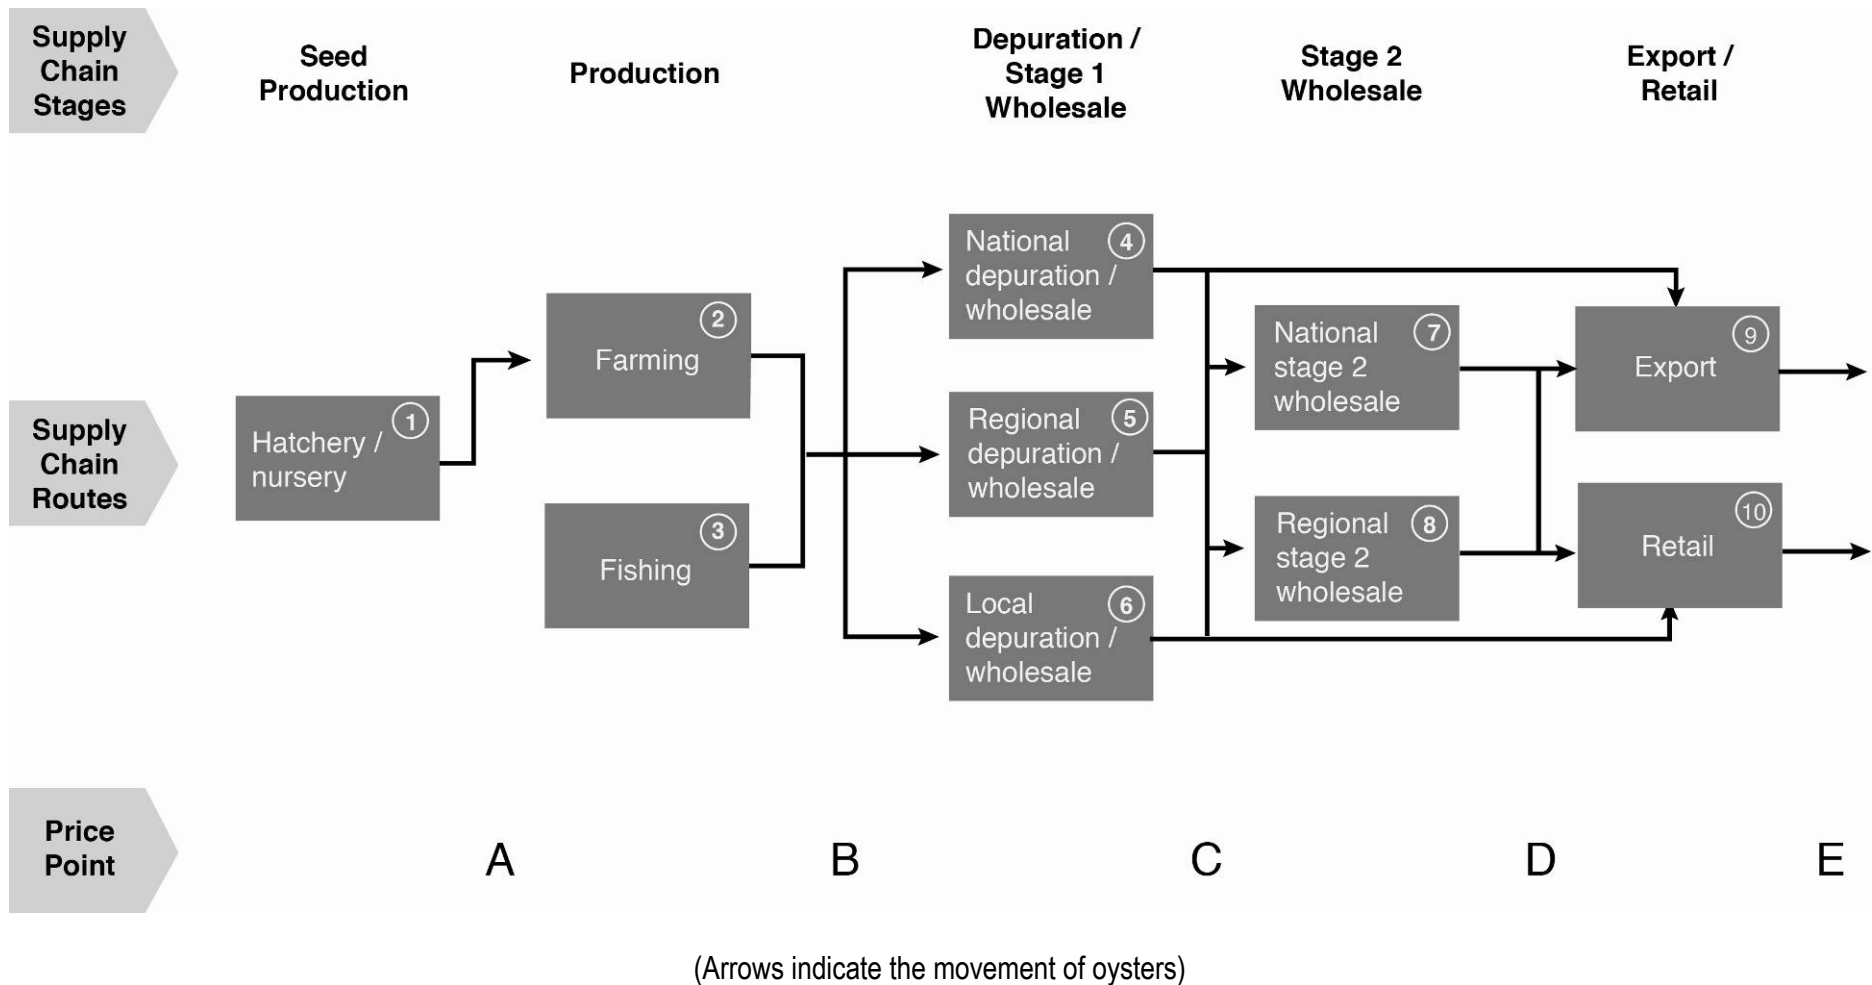 Supply
Chain
Stages
Seed
Production
Production
Depuration /
Stage 1
Wholesale
Stage 2
Wholesale
Export /
Retail
Supply
Chain
Routes
Hatchery /
nursery
1
Farming
2
Fishing
3
National
depuration /
wholesale
4
Regional
depuration /
wholesale
5
Local
depuration /
wholesale
6
National
stage 2
wholesale
7
Regional
stage 2
wholesale
8
Export
9
Retail
10
Price
Point
A
B
C
D
E
(Arrows indicate the movement of oysters)